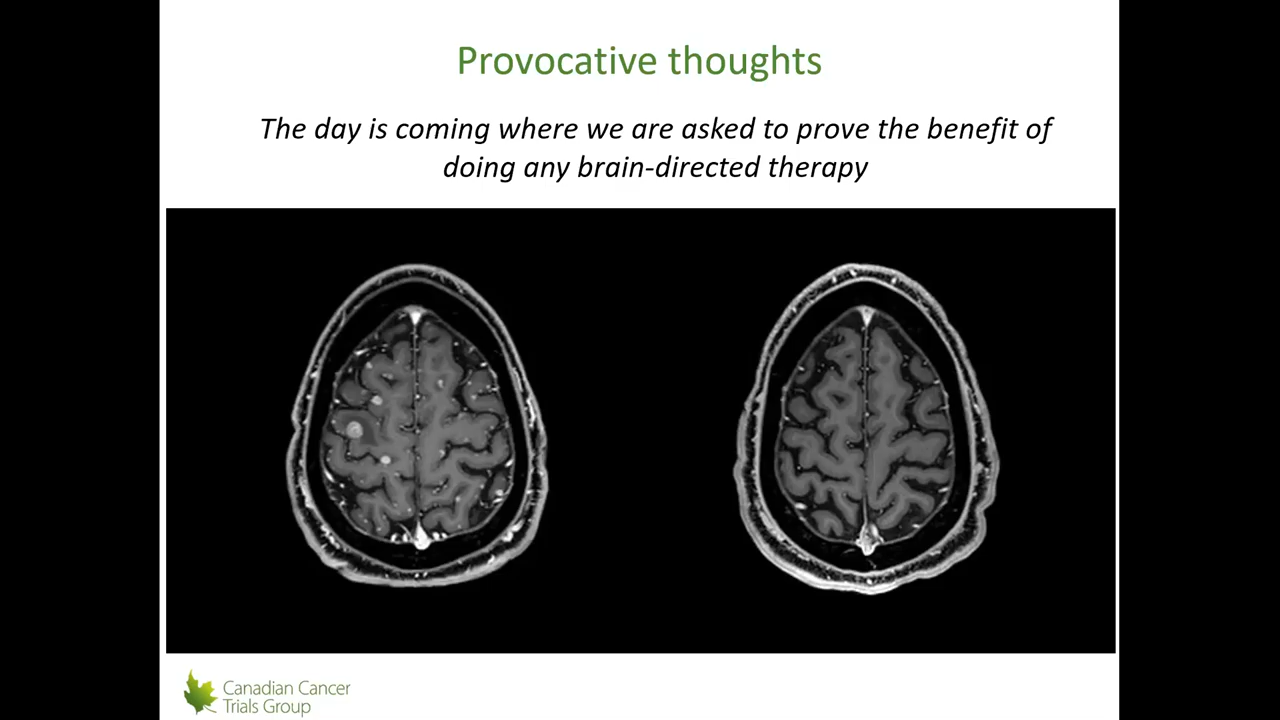 Provocative thoughts
The day is coming where we are asked to prove the benefit of
doing any brain-directed therapy
Canadian Cancer
Trials Group